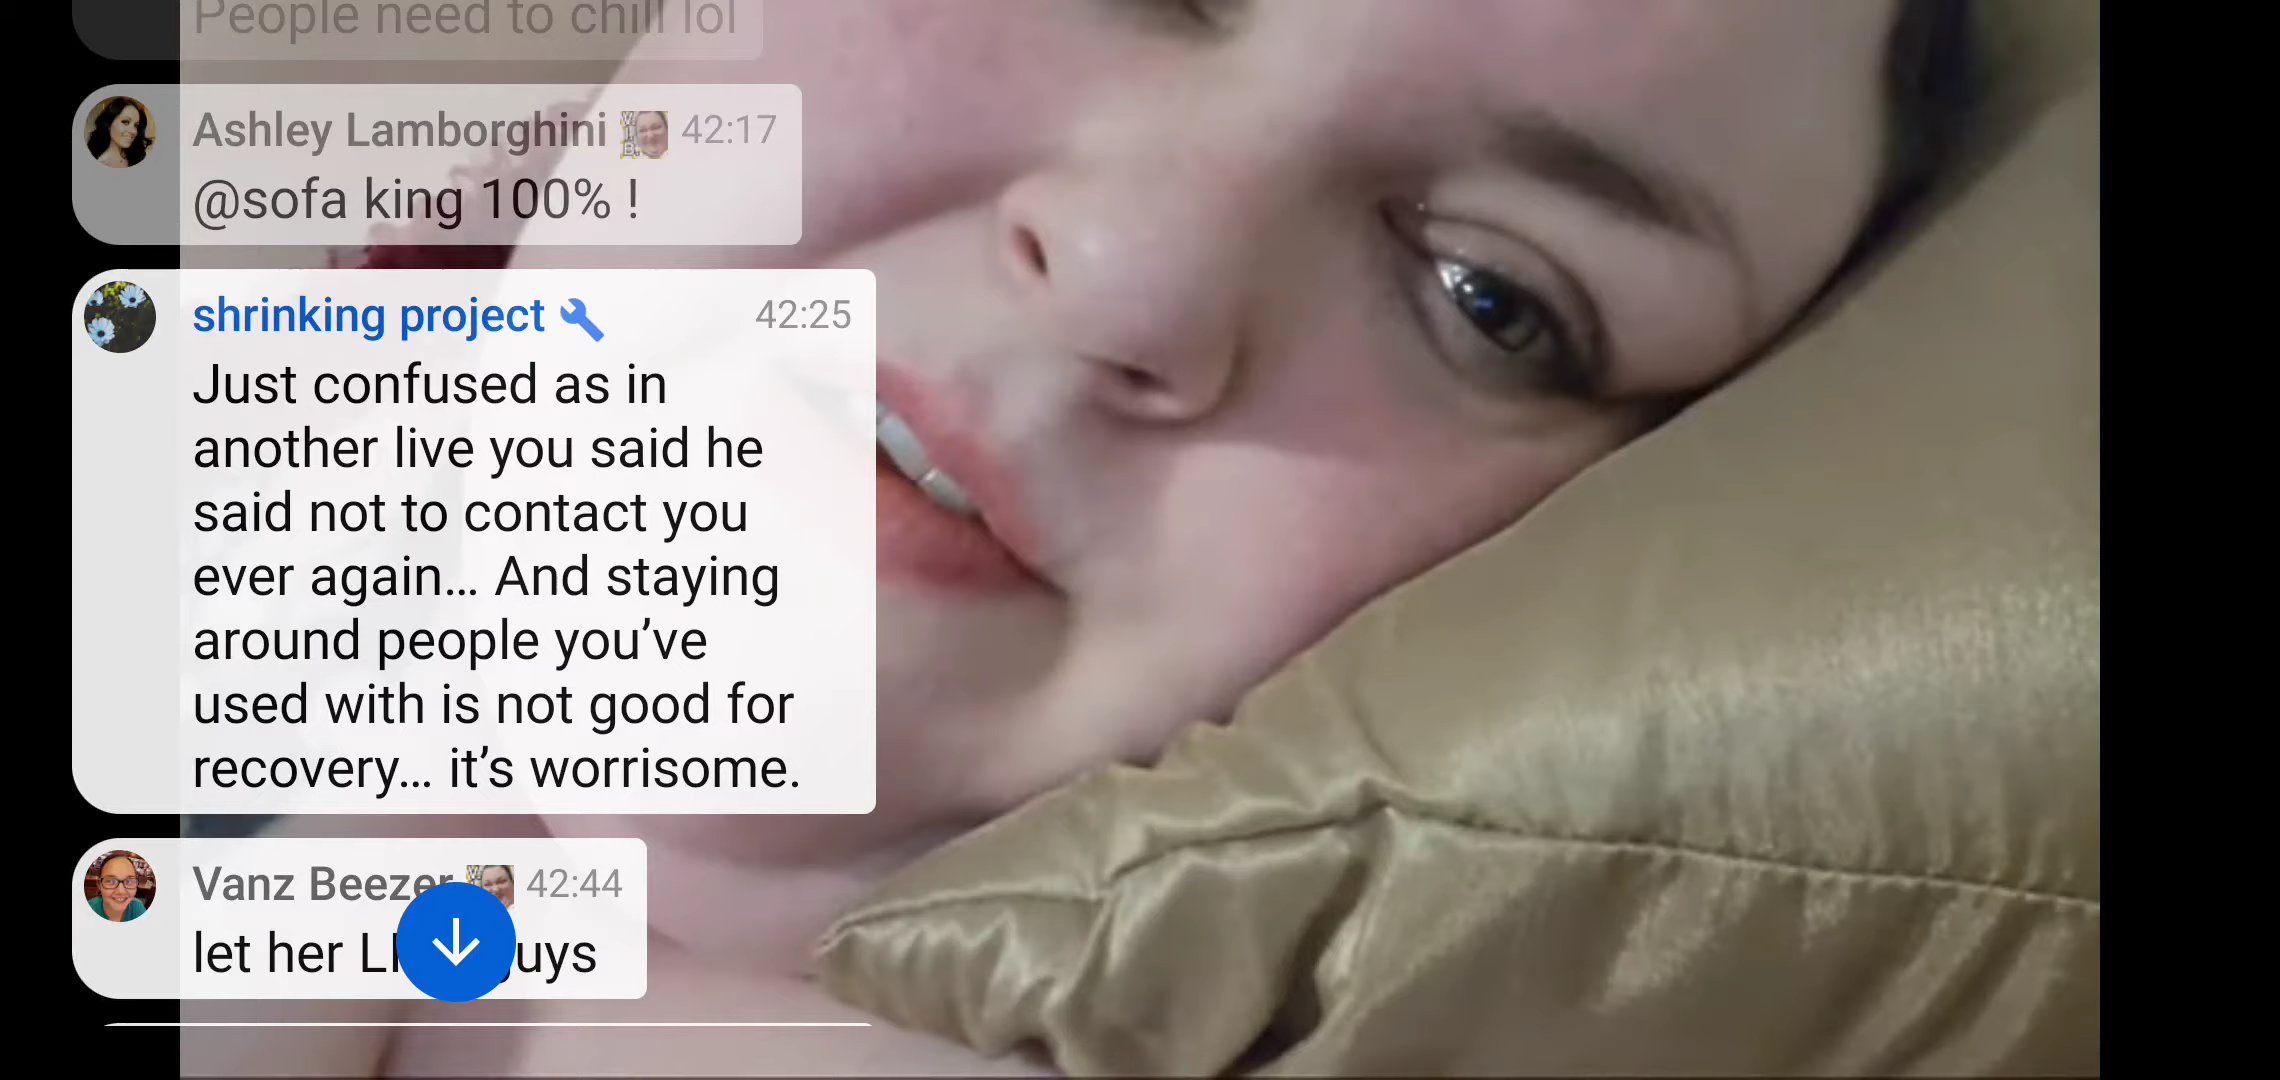 People need to chill lol
Ashley Lamborghini 42:17
@sofa king 100% !
shrinking project 42:25
Just confused as in
another live you said he
said not to contact you
ever again... And staying
around people you’ve
used with is not good for
recovery... it’s worrisome.
Vanz Beezer 42:44
let her